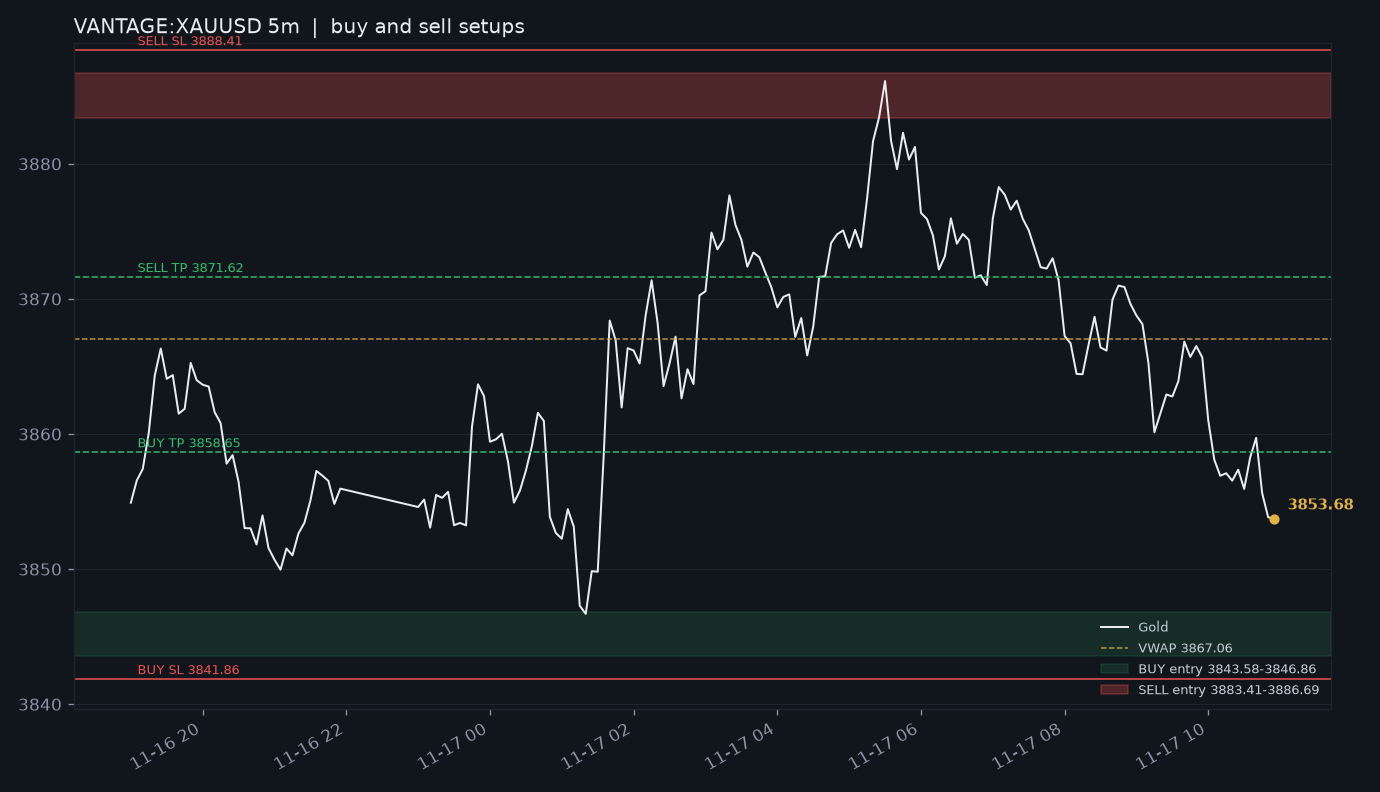 VANTAGE:XAUUSD 5m | buy and sell setups
SELL SL 3888.41
3880
SELL TP 3871.62
3870
3860
BUY TP 3858.65
3853.68
3850
Gold
VWAP 3867.06
BUY entry 3843.58-3846.86
SELL entry 3883.41-3886.69
BUY SL 3841.86
3840
11-16 20
11-16 22
11-17 00
11-17 02
11-17 04
11-17 06
11-17 08
11-17 10